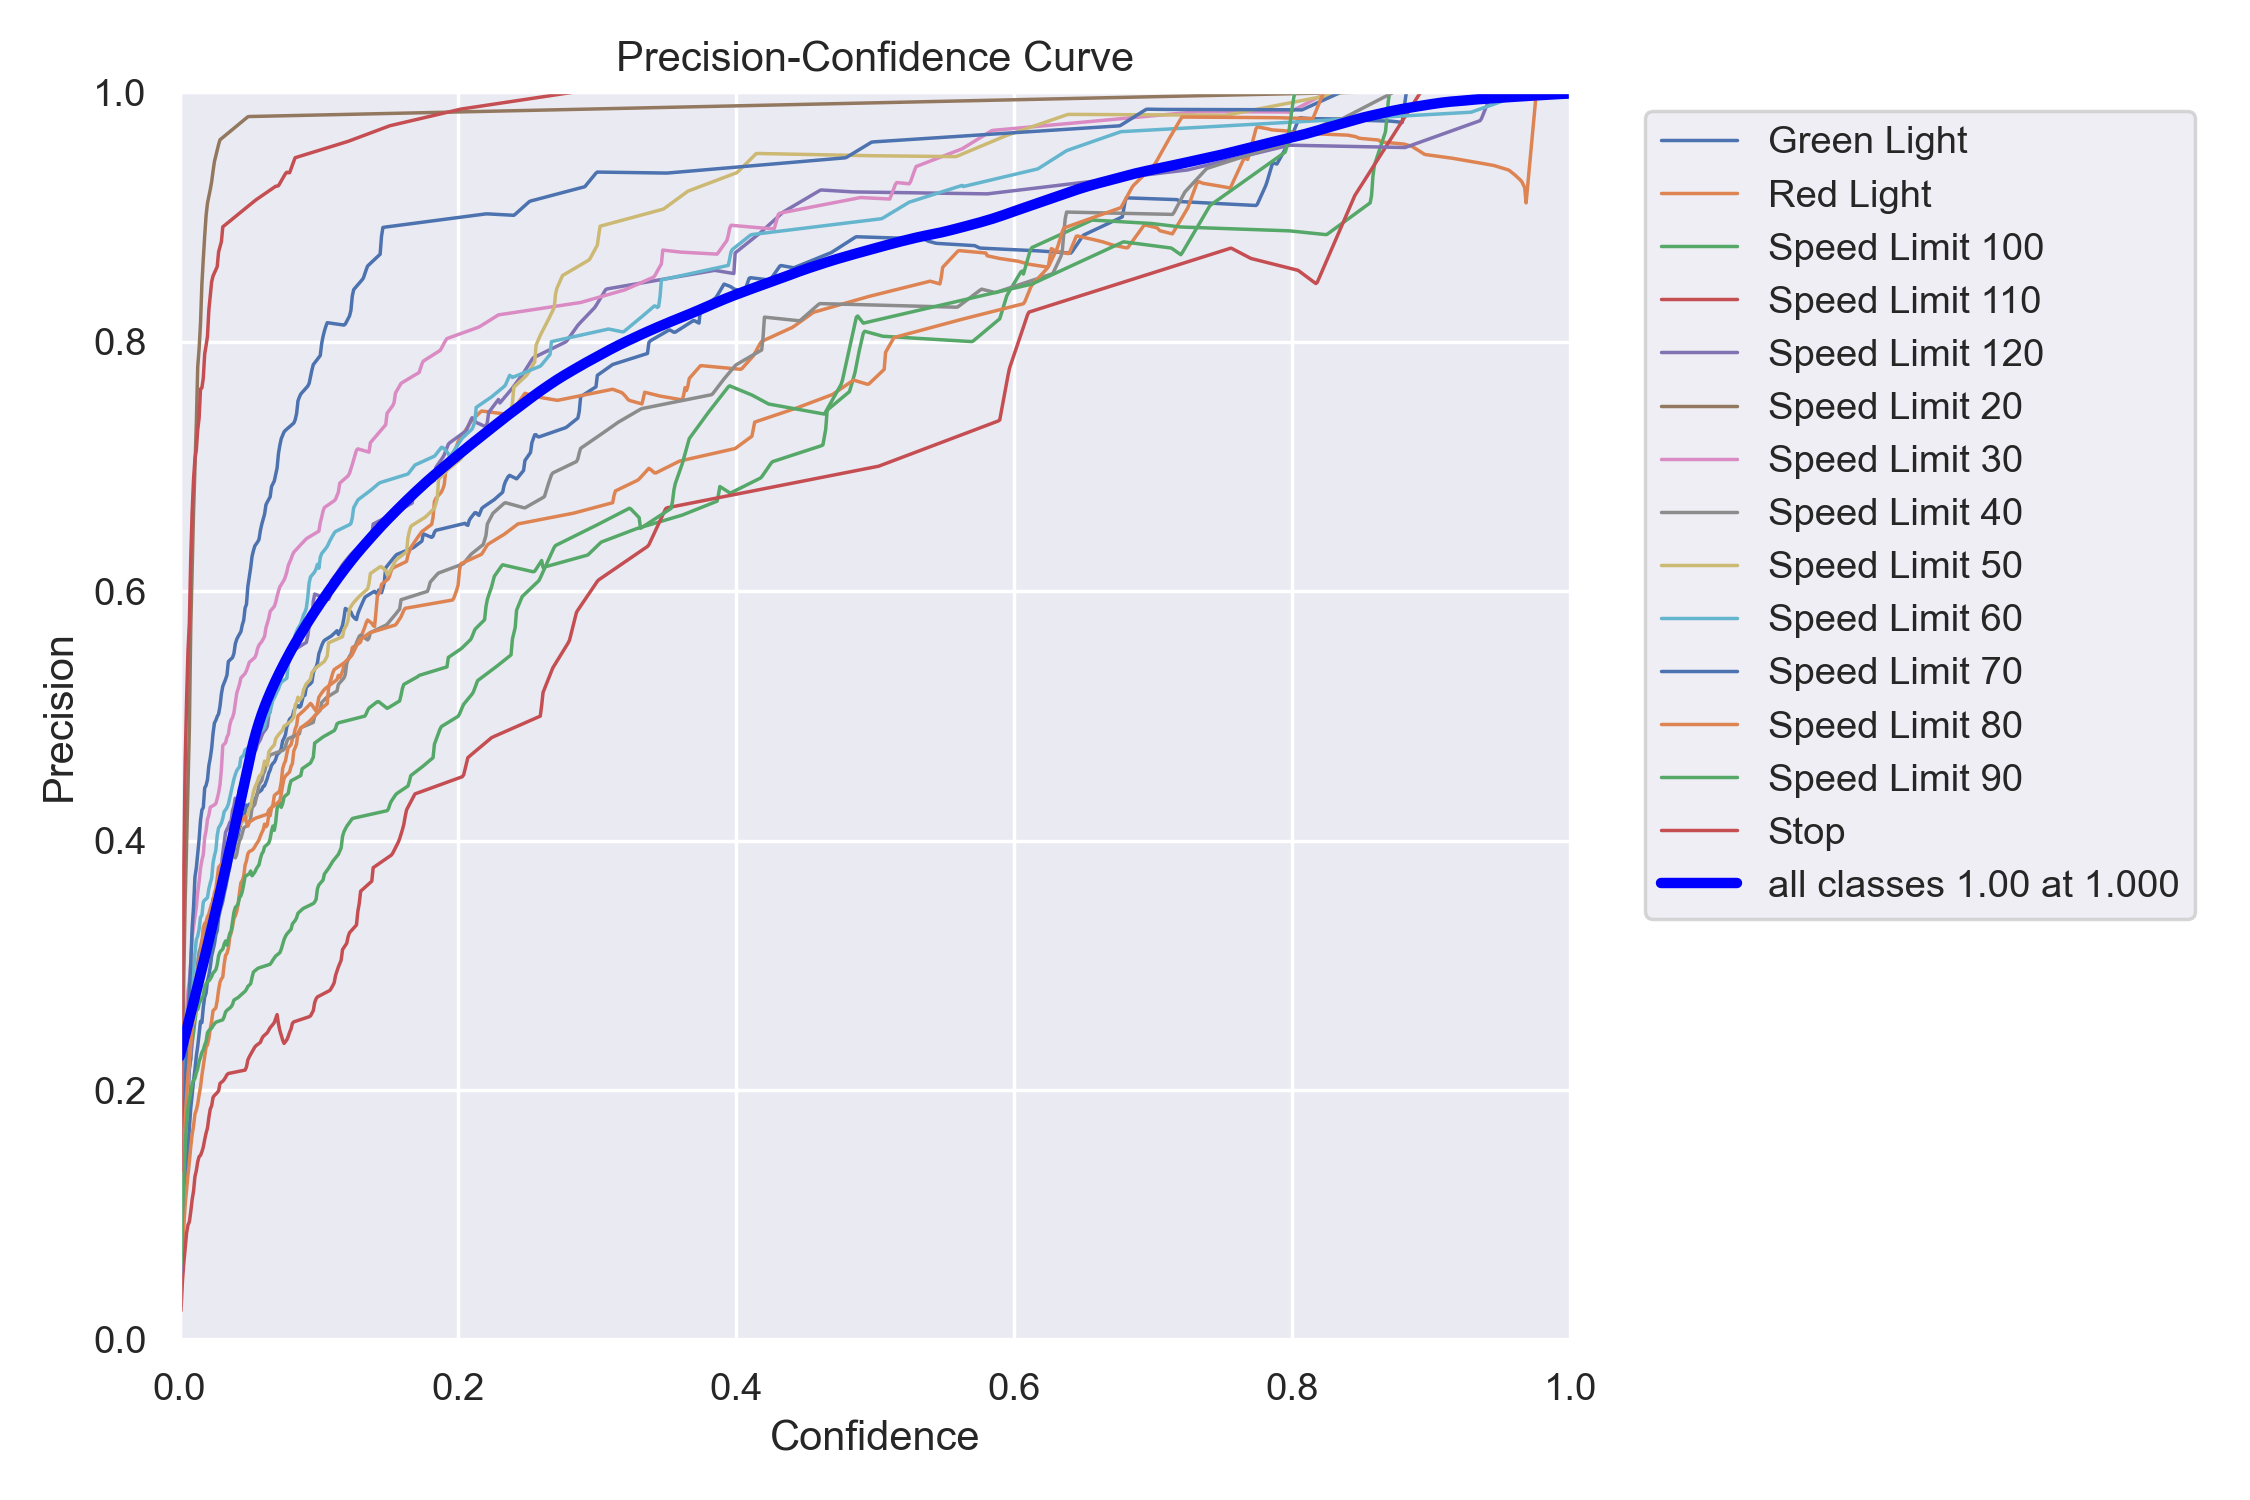 Precision-Confidence Curve
1.0
0.8
0.6
0.4
0.2
0.0
Precision
0.0 0.2 0.4 0.6 0.8 1.0
Confidence
Green Light
Red Light
Speed Limit 100
Speed Limit 110
Speed Limit 120
Speed Limit 20
Speed Limit 30
Speed Limit 40
Speed Limit 50
Speed Limit 60
Speed Limit 70
Speed Limit 80
Speed Limit 90
Stop
all classes 1.00 at 1.000